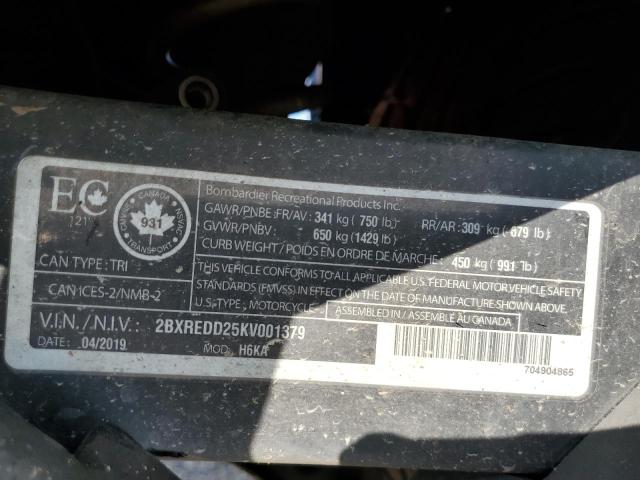 EC
121
CANADA
931
TRANSPORT
CAN TYPE: TRI
CAN ICES-2/NMB-2
Bombardier Recreational Products Inc.
GAWR/PNBE: FR/AV: 341 kg ( 750 lb) RR/AR: 309 kg ( 679 lb)
GVWR/PNBV : 650 kg (1429 lb)
CURB WEIGHT / POIDS EN ORDRE DE MARCHE : 450 kg ( 991 lb)
THIS VEHICLE CONFORMS TO ALL APPLICABLE U.S. FEDERAL MOTOR VEHICLE SAFETY
STANDARDS (FMVSS) IN EFFECT ON THE DATE OF MANUFACTURE SHOWN ABOVE.
U.S. TYPE: MOTORCYCLE
ASSEMBLED IN / ASSEMBLÉ AU CANADA
V.I.N. / N.I.V.: 2BXREDD25KV001379
DATE: 04/2019 MOD: H6KA
704904865